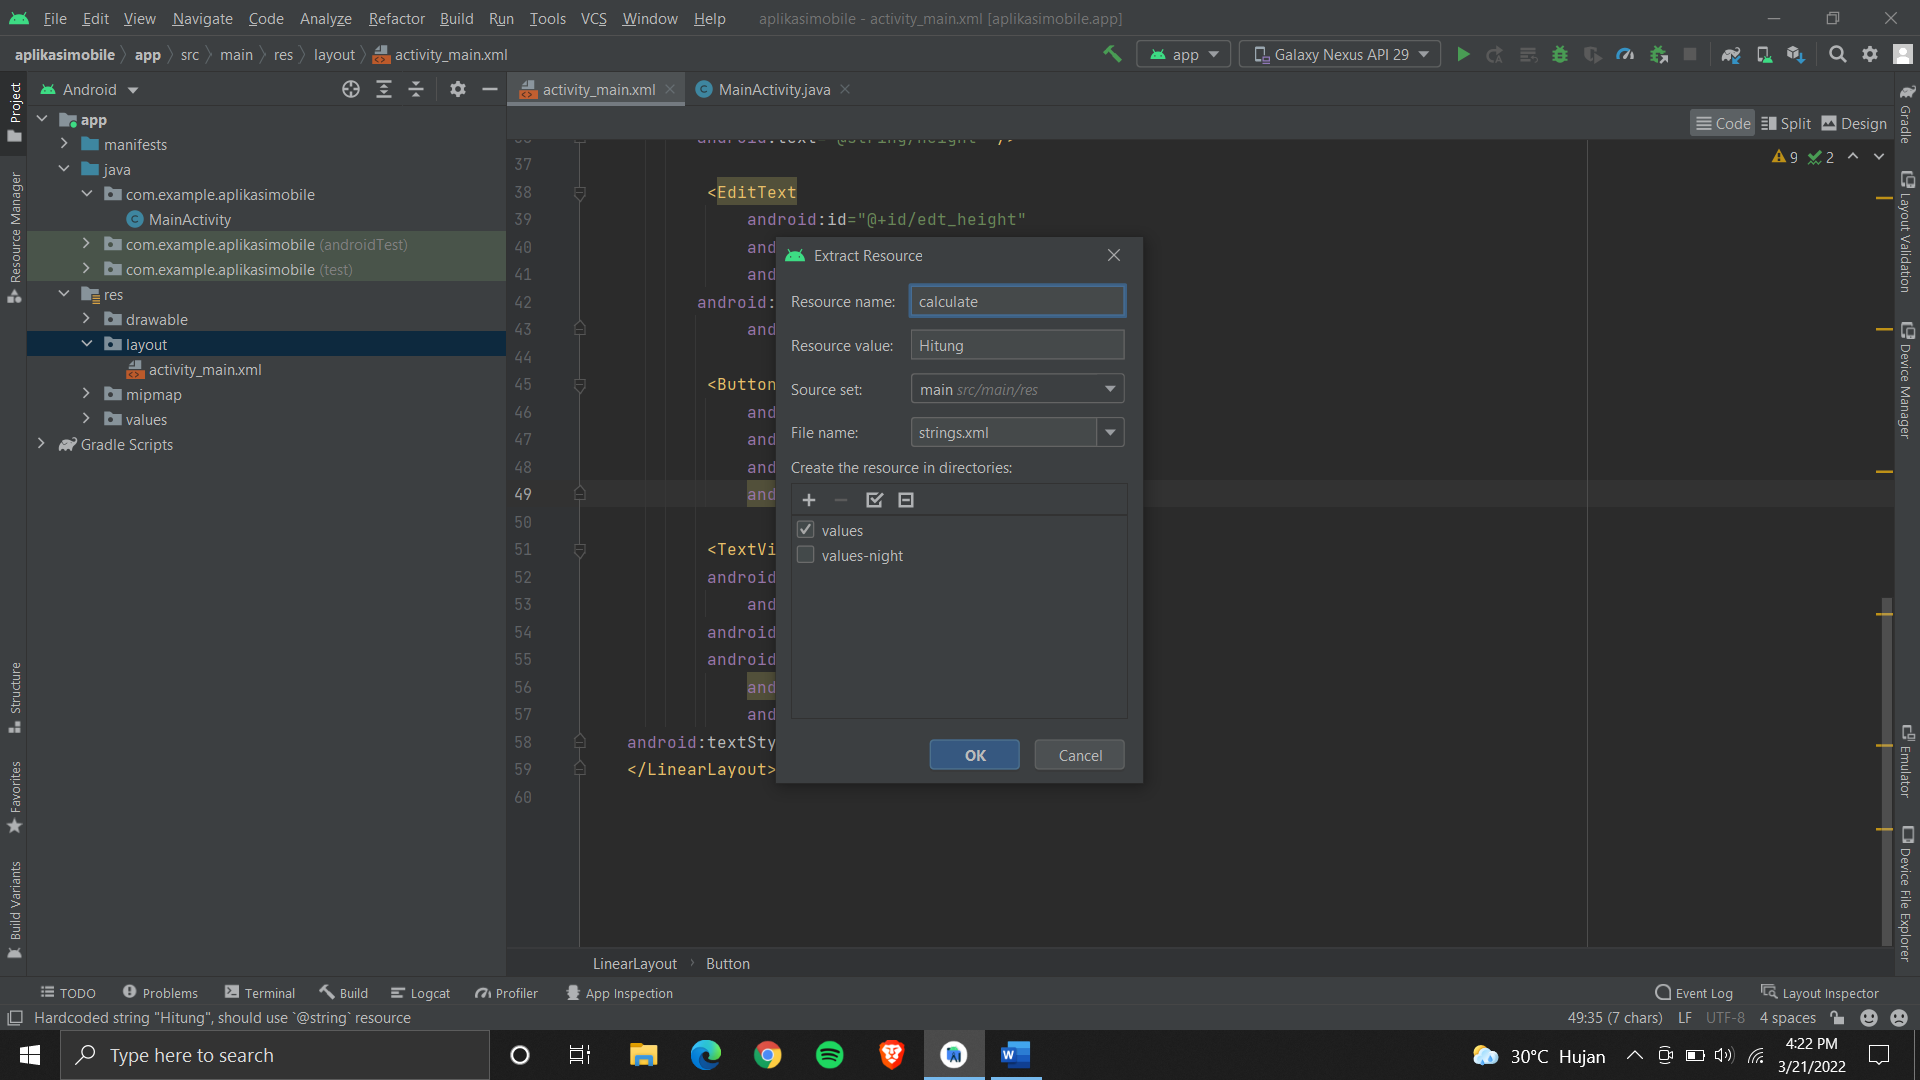 File Edit View Navigate Code Analyze Refactor Build Run Tools VCS Window Help aplikasimobile - activity_main.xml [aplikasimobile.app]
aplikasimobile app src main res layout activity_main.xml
app Galaxy Nexus API 29
Android
activity_main.xml MainActivity.java
Code Split Design
Project
Resource Manager
Structure
Favorites
Build Variants
app
manifests
java
com.example.aplikasimobile
MainActivity
com.example.aplikasimobile (androidTest)
com.example.aplikasimobile (test)
res
drawable
layout
activity_main.xml
mipmap
values
Gradle Scripts
9 2
36 android:text="@string/height" />
37
38 <EditText
39 android:id="@+id/edt_height"
40 and
41 and
42 android:
43 and
44
45 <Button
46 and
47 and
48 and
49 and
50
51 <TextVi
52 android
53 and
54 android
55 android
56 and
57 and
58 android:textSty
59 </LinearLayout>
60
Extract Resource
Resource name: calculate
Resource value: Hitung
Source set: main src/main/res
File name: strings.xml
Create the resource in directories:
values
values-night
OK Cancel
Gradle
Layout Validation
Device Manager
Emulator
Device File Explorer
LinearLayout Button
TODO Problems Terminal Build Logcat Profiler App Inspection Event Log Layout Inspector
Hardcoded string "Hitung", should use `@string` resource 49:35 (7 chars) LF UTF-8 4 spaces
Type here to search 30°C Hujan 4:22 PM
3/21/2022